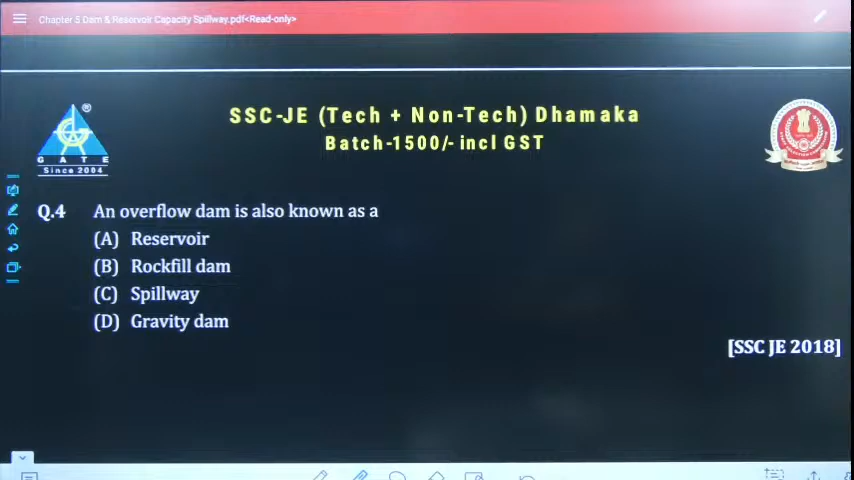 Chapter 5 Dam & Reservoir Capacity Spillway.pdf<Read-only>
SSC-JE (Tech + Non-Tech) Dhamaka
Batch-1500/- incl GST
®
GATE
Since 2004
Q.4 An overflow dam is also known as a
(A) Reservoir
(B) Rockfill dam
(C) Spillway
(D) Gravity dam
[SSC JE 2018]